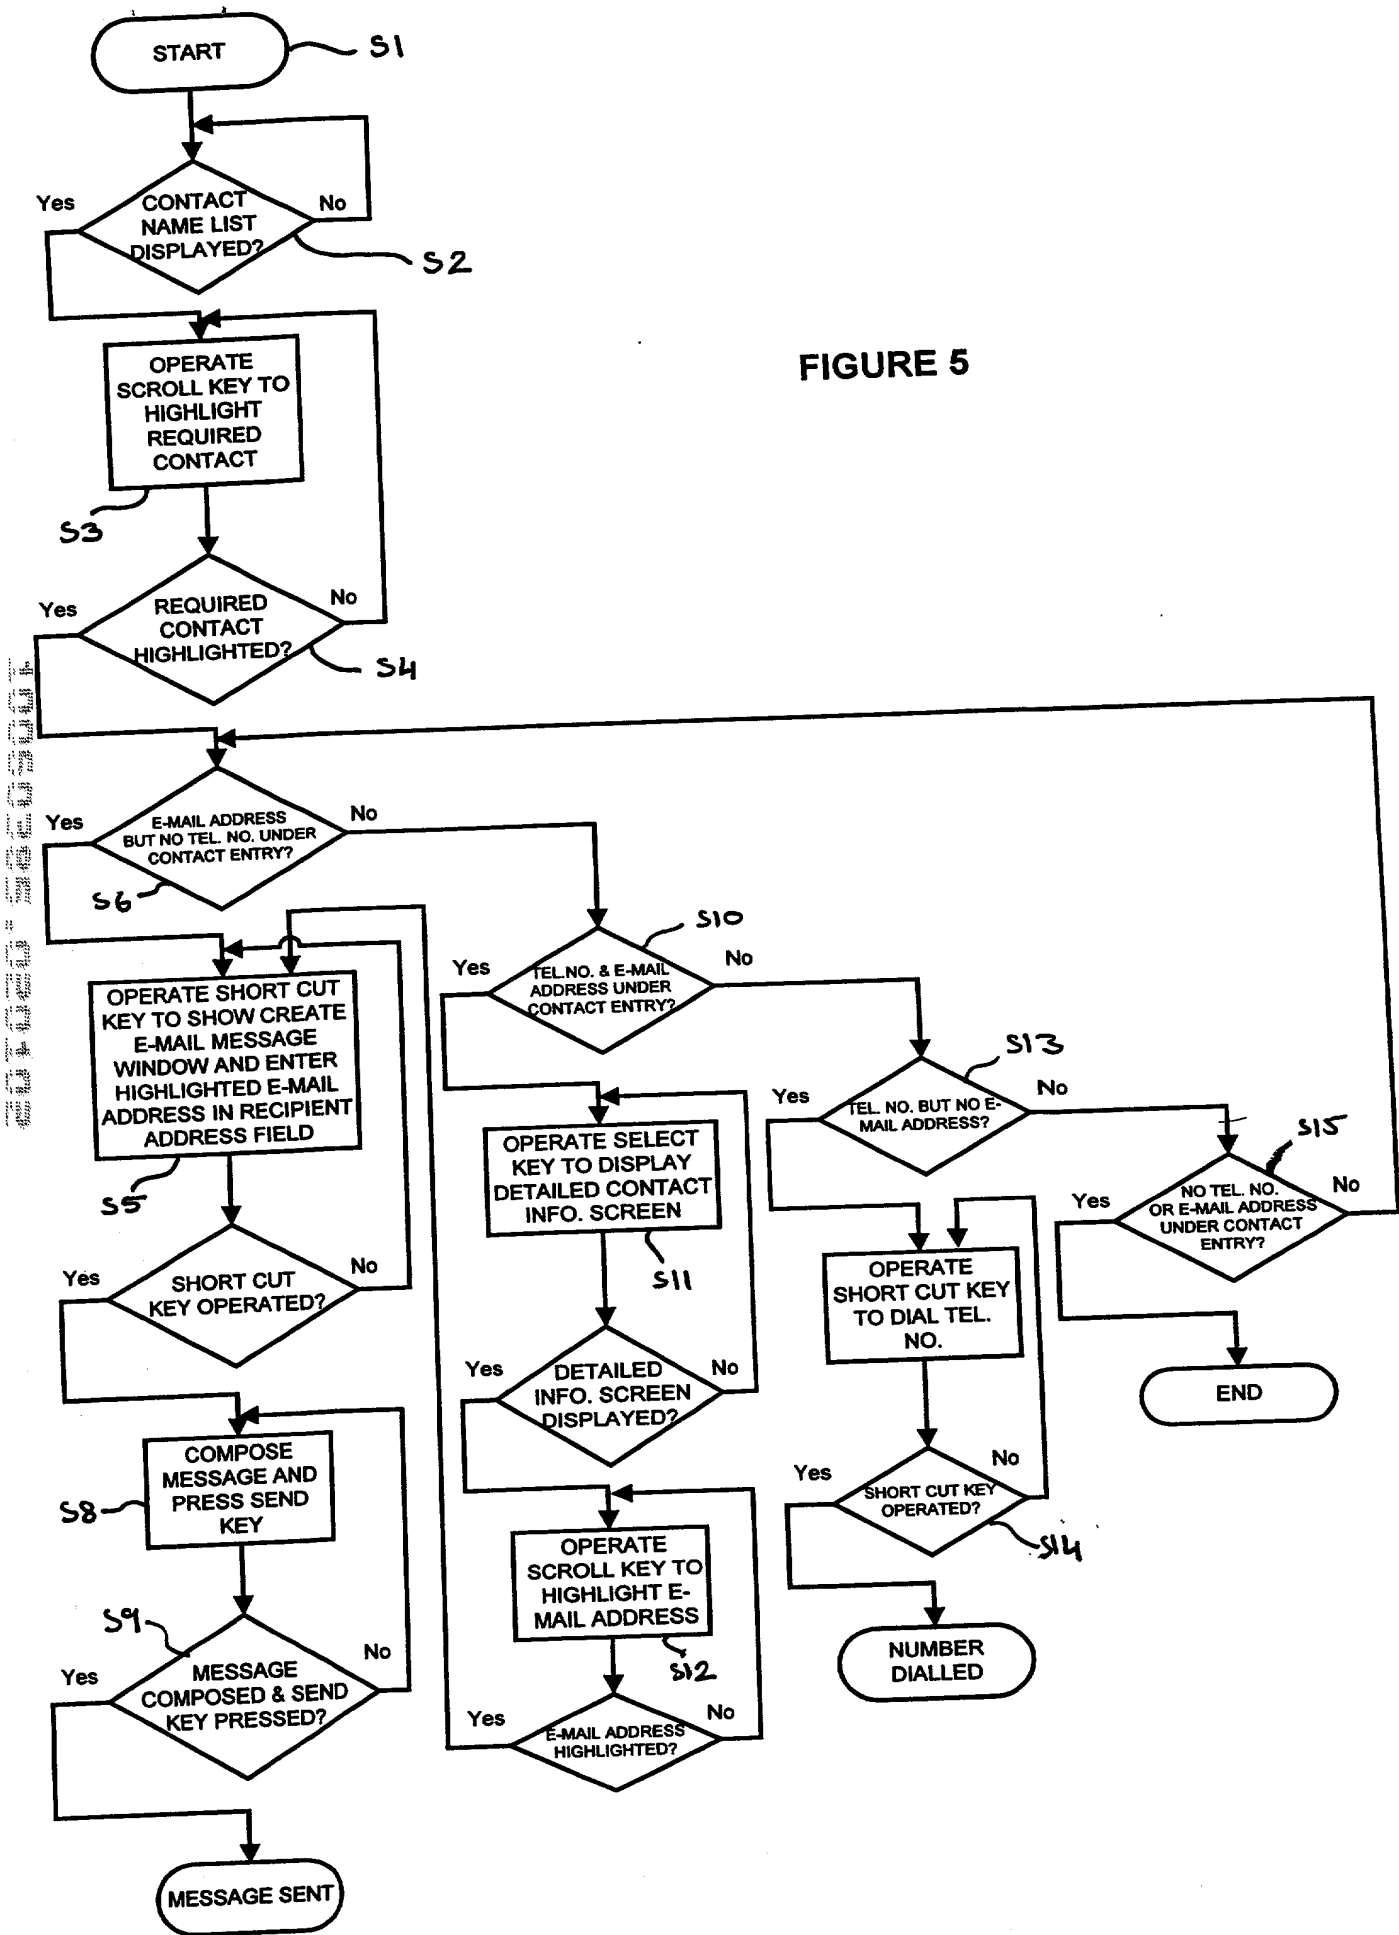 START
S1
Yes
CONTACT
NAME LIST
DISPLAYED?
No
S2
FIGURE 5
OPERATE
SCROLL KEY TO
HIGHLIGHT
REQUIRED
CONTACT
S3
Yes
REQUIRED
CONTACT
HIGHLIGHTED?
No
S4
Yes
E-MAIL ADDRESS
BUT NO TEL. NO. UNDER
CONTACT ENTRY?
No
S6
OPERATE SHORT CUT
KEY TO SHOW CREATE
E-MAIL MESSAGE
WINDOW AND ENTER
HIGHLIGHTED E-MAIL
ADDRESS IN RECIPIENT
ADDRESS FIELD
S5
Yes
SHORT CUT
KEY OPERATED?
No
COMPOSE
MESSAGE AND
PRESS SEND
KEY
S8
S9
Yes
MESSAGE
COMPOSED & SEND
KEY PRESSED?
No
MESSAGE SENT
S10
Yes
TEL.NO. & E-MAIL
ADDRESS UNDER
CONTACT ENTRY?
No
OPERATE SELECT
KEY TO DISPLAY
DETAILED CONTACT
INFO. SCREEN
S11
Yes
DETAILED
INFO. SCREEN
DISPLAYED?
No
OPERATE
SCROLL KEY TO
HIGHLIGHT E-
MAIL ADDRESS
S12
Yes
E-MAIL ADDRESS
HIGHLIGHTED?
No
S13
Yes
TEL. NO. BUT NO E-
MAIL ADDRESS?
No
OPERATE
SHORT CUT KEY
TO DIAL TEL.
NO.
Yes
SHORT CUT KEY
OPERATED?
No
S14
NUMBER
DIALLED
S15
Yes
NO TEL. NO.
OR E-MAIL ADDRESS
UNDER CONTACT
ENTRY?
No
END